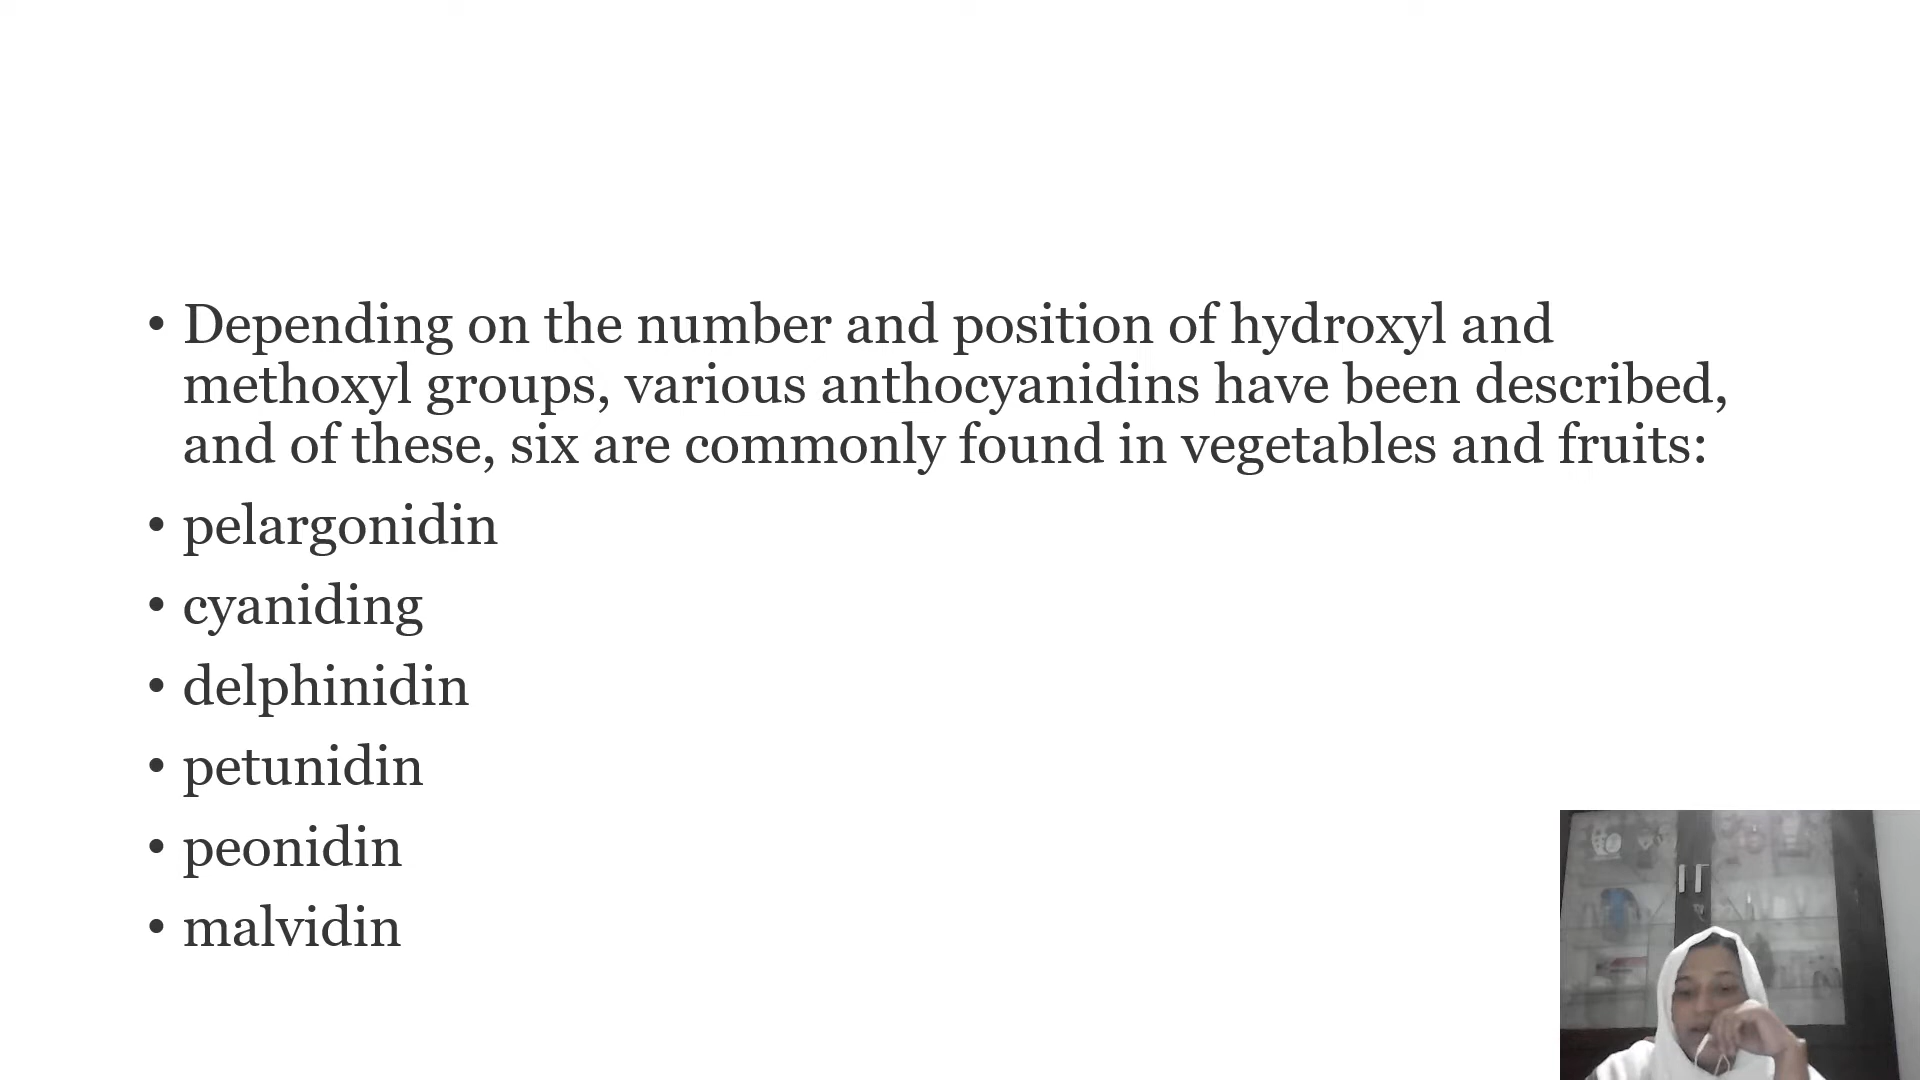 • Depending on the number and position of hydroxyl and
methoxyl groups, various anthocyanidins have been described,
and of these, six are commonly found in vegetables and fruits:
• pelargonidin
• cyaniding
• delphinidin
• petunidin
• peonidin
• malvidin